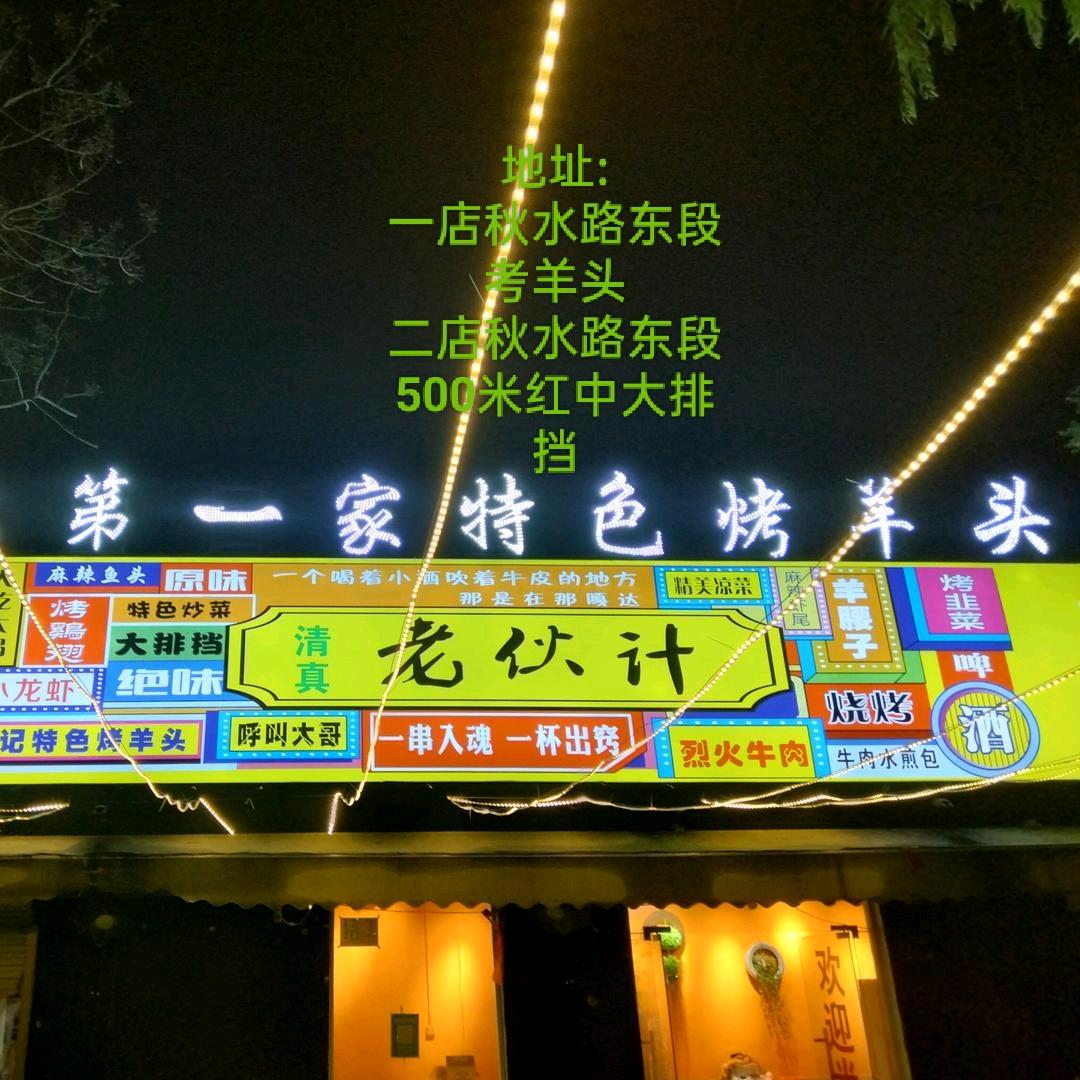 地址:
一店秋水路东段
考羊头
二店秋水路东段
500米红中大排
挡
第一家特色烤羊头
麻辣鱼头
原味
一个喝着小酒吹着牛皮的地方
那是在那嘎达
精美凉菜
麻辣虾尾
羊腰子
烤韭菜
烤鷄翅
特色炒菜
大排挡
绝味
清真
老伙计
小龙虾
烧烤
啤
酒
记特色烤羊头
呼叫大哥
一串入魂 一杯出窍
烈火牛肉
牛肉水煎包
欢迎